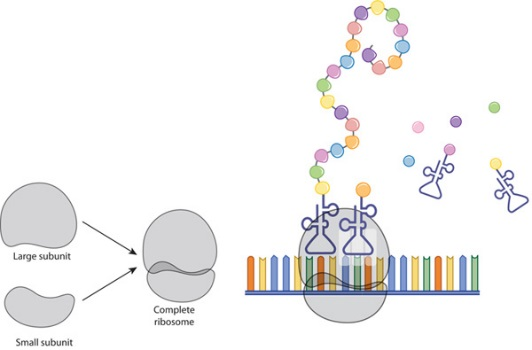 Large subunit
Small subunit
Complete
ribosome